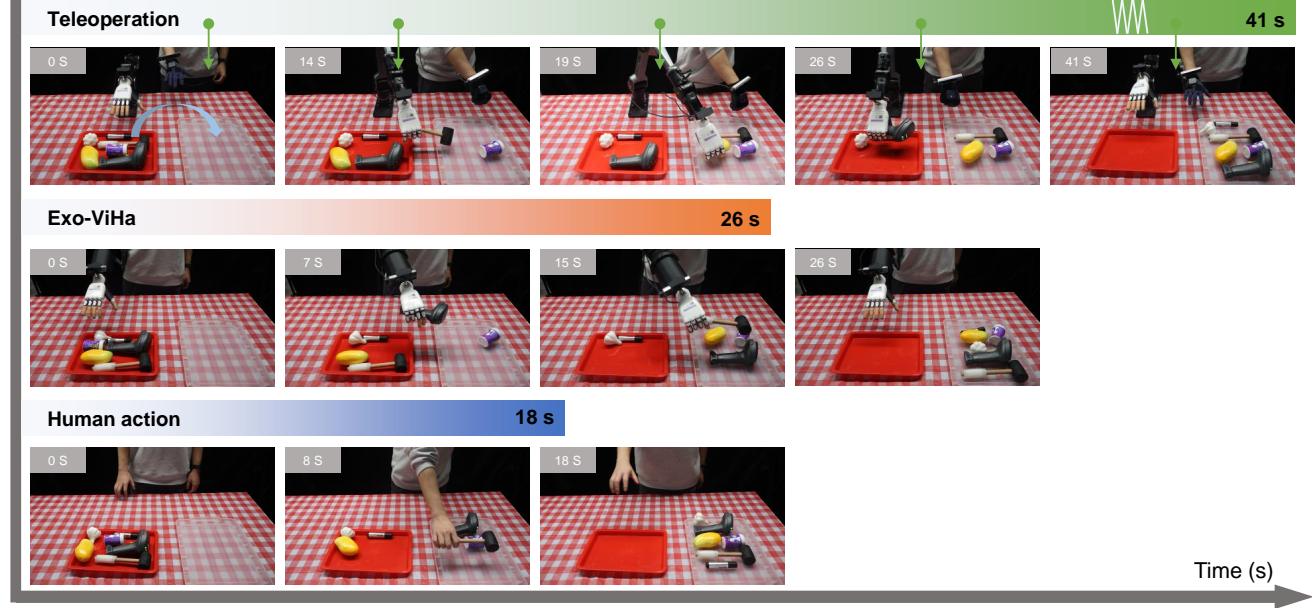 Teleoperation 41 s
0 S 14 S 19 S 26 S 41 S
Exo-ViHa 26 s
0 S 7 S 15 S 26 S
Human action 18 s
0 S 8 S 18 S
Time (s)